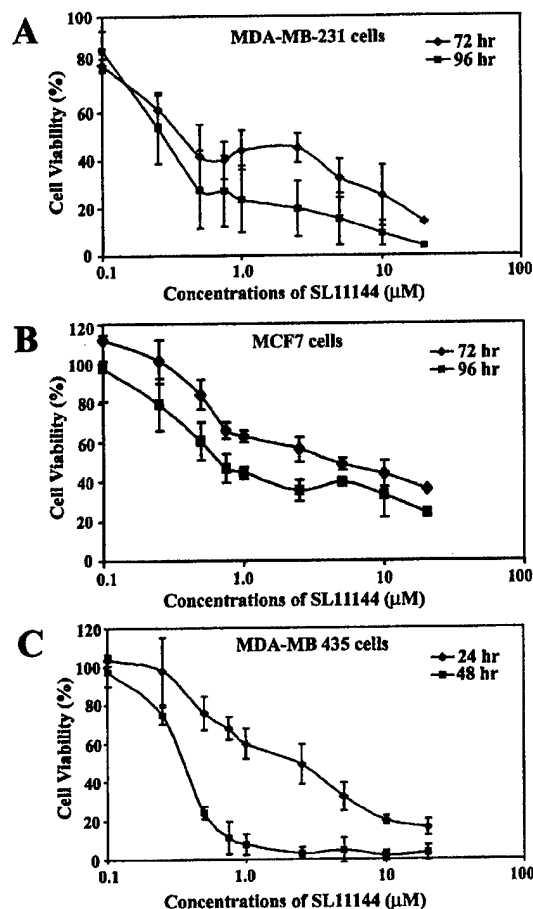 A
MDA-MB-231 cells
72 hr
96 hr
Cell Viability (%)
100
80
60
40
20
0
0.1
1.0
10
100
Concentrations of SL11144 (μM)
B
MCF7 cells
72 hr
96 hr
Cell Viability (%)
120
100
80
60
40
20
0
0.1
1.0
10
100
Concentrations of SL11144 (μM)
C
MDA-MB 435 cells
24 hr
48 hr
Cell Viability (%)
120
100
80
60
40
20
0
0.1
1.0
10
100
Concentrations of SL11144 (μM)